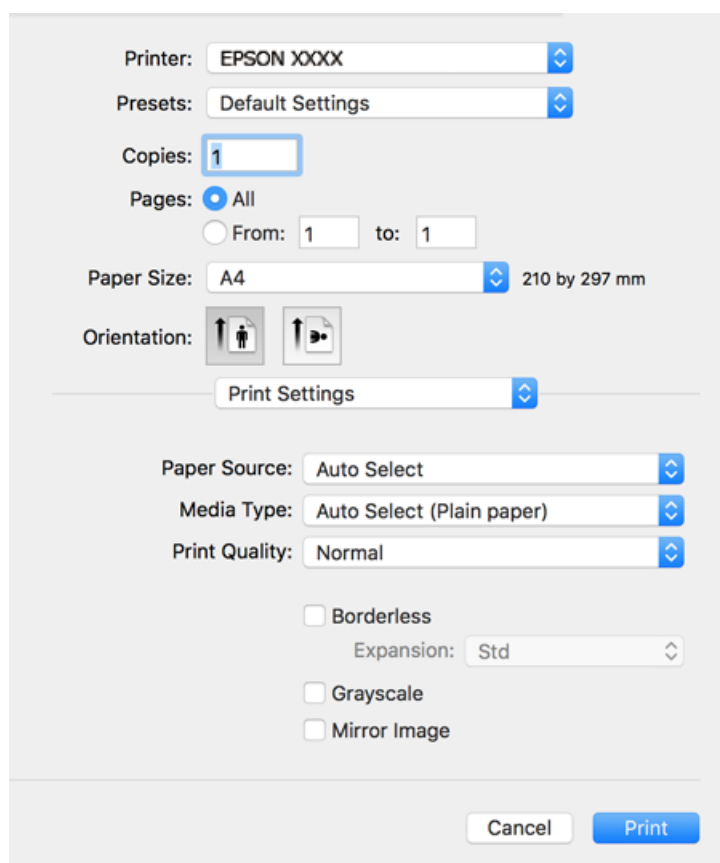 Printer: EPSON XXXX
Presets: Default Settings
Copies: 1
Pages: All
From: 1 to: 1
Paper Size: A4 210 by 297 mm
Orientation:
Print Settings
Paper Source: Auto Select
Media Type: Auto Select (Plain paper)
Print Quality: Normal
Borderless
Expansion: Std
Grayscale
Mirror Image
Cancel Print